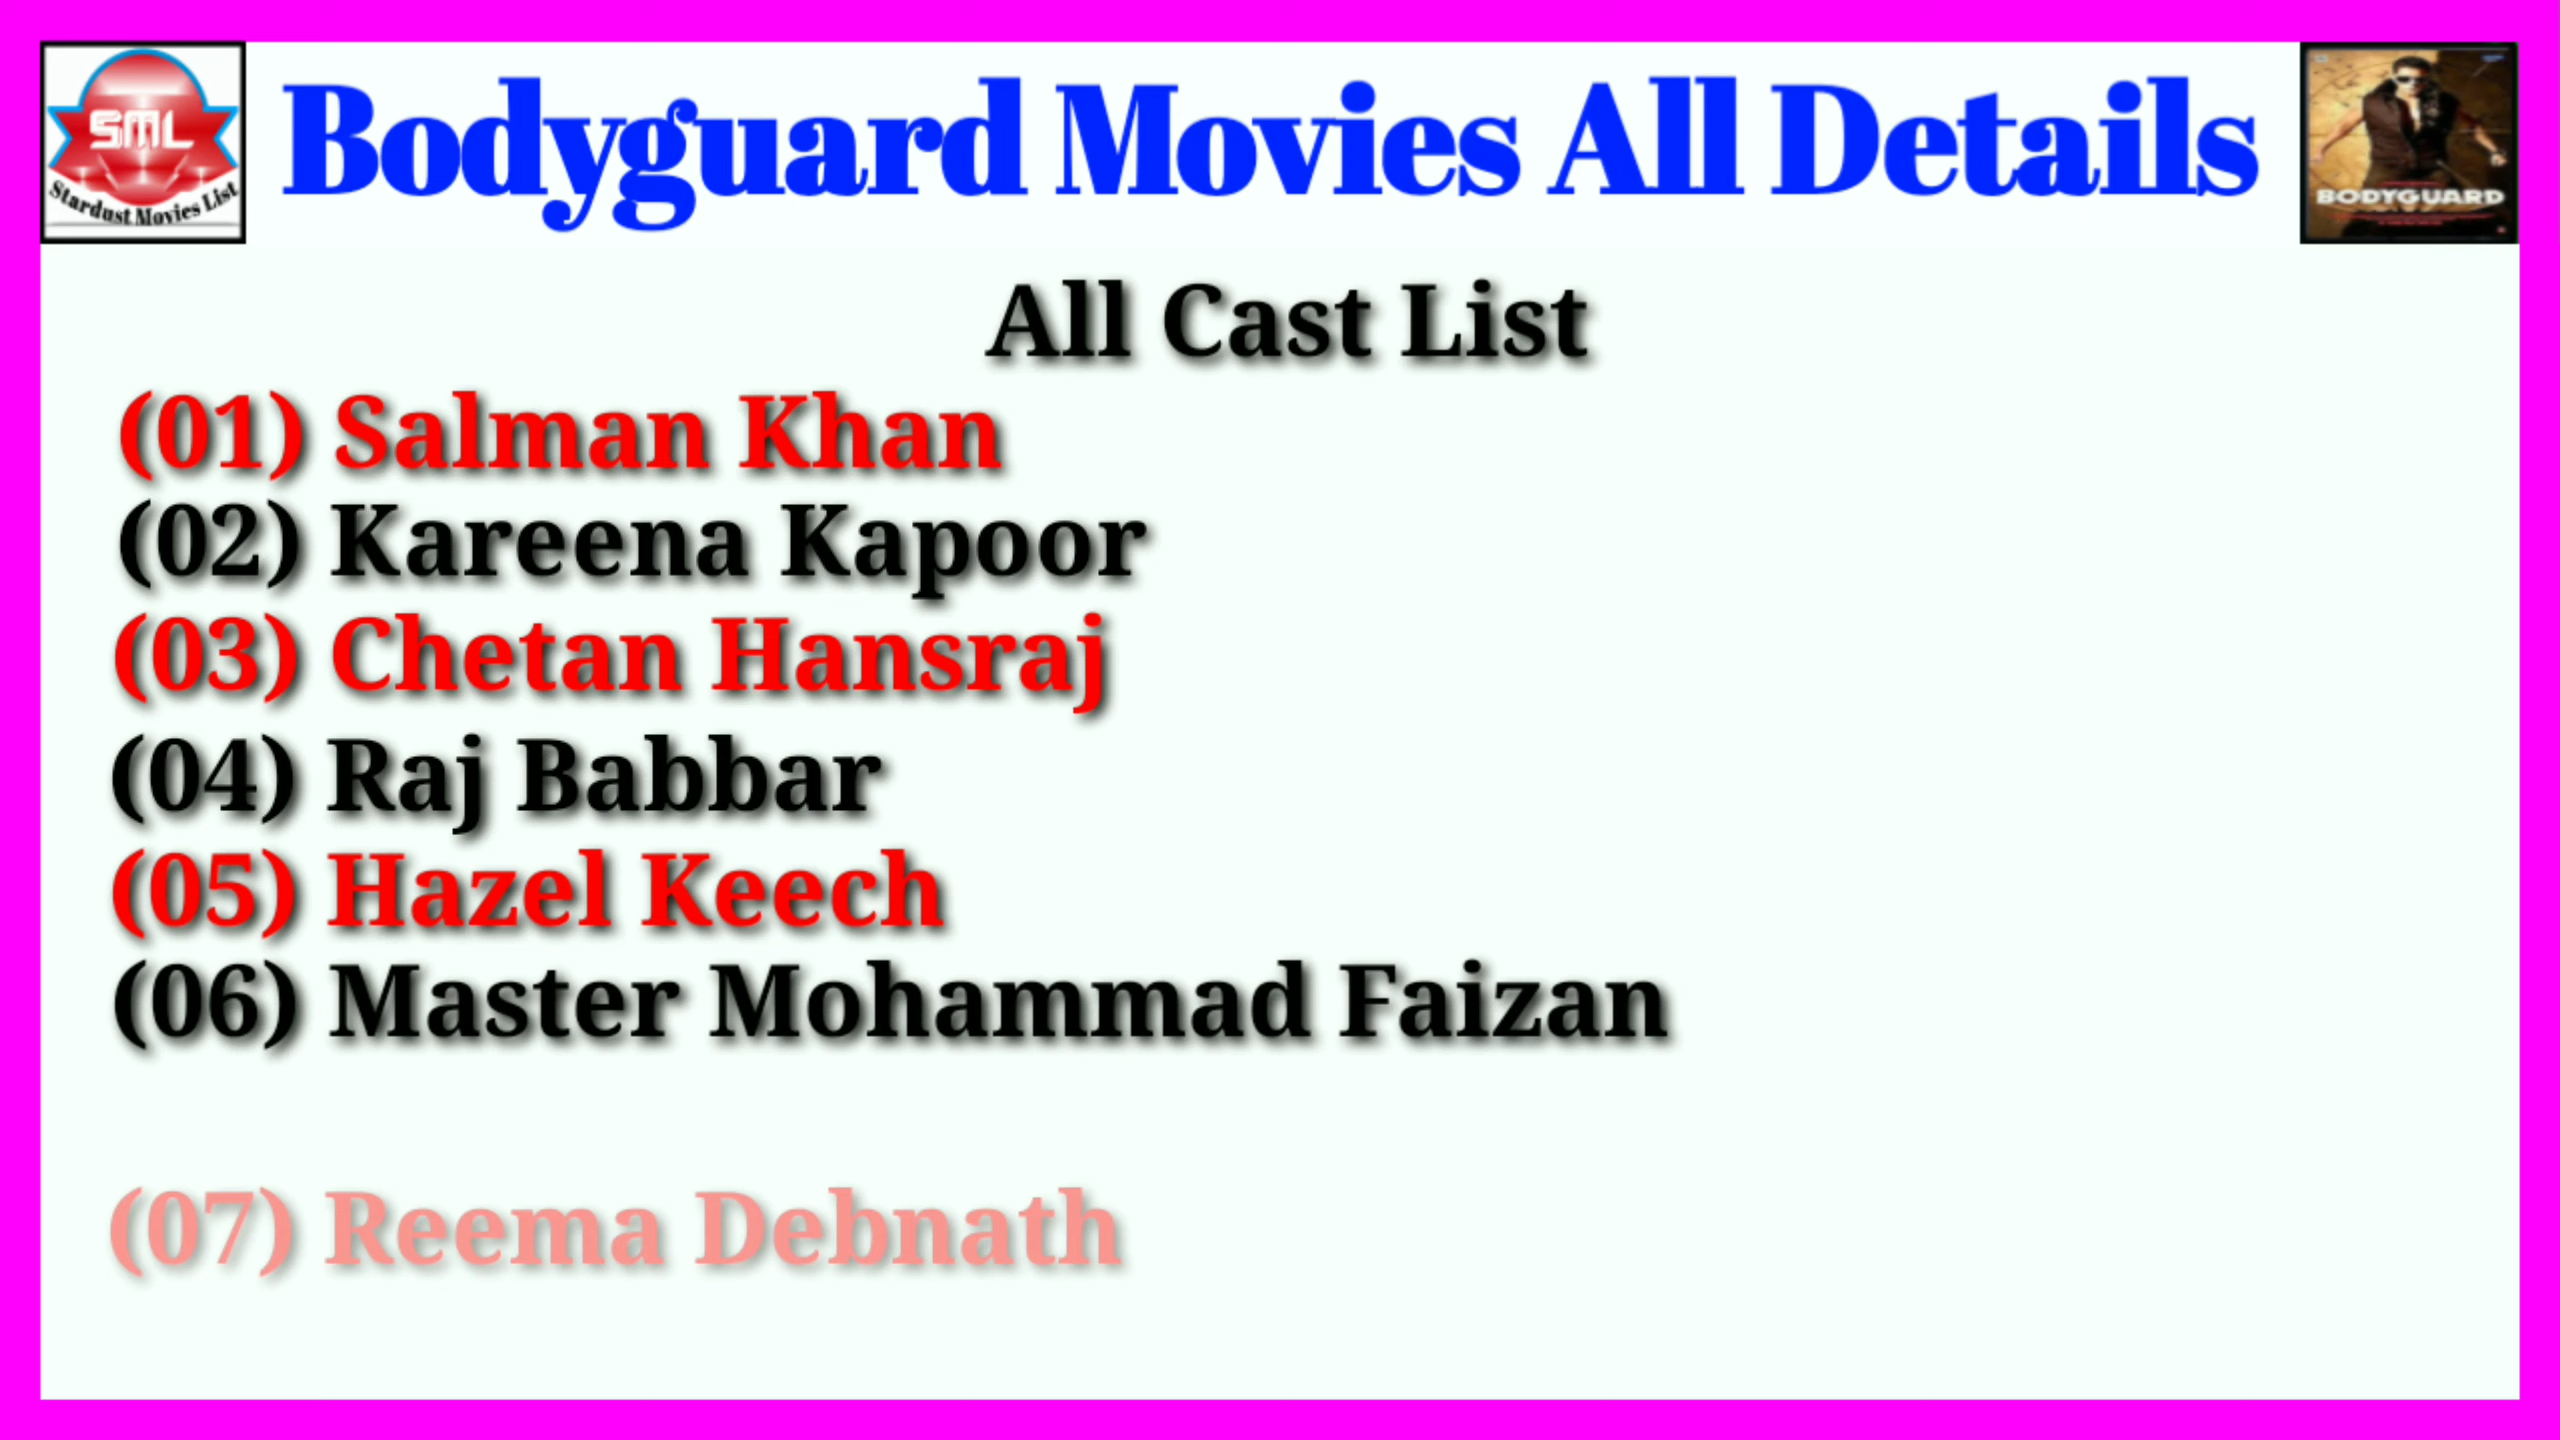 SML
Stardust Movies List
Bodyguard Movies All Details
BODYGUARD
All Cast List
(01) Salman Khan
(02) Kareena Kapoor
(03) Chetan Hansraj
(04) Raj Babbar
(05) Hazel Keech
(06) Master Mohammad Faizan
(07) Reema Debnath